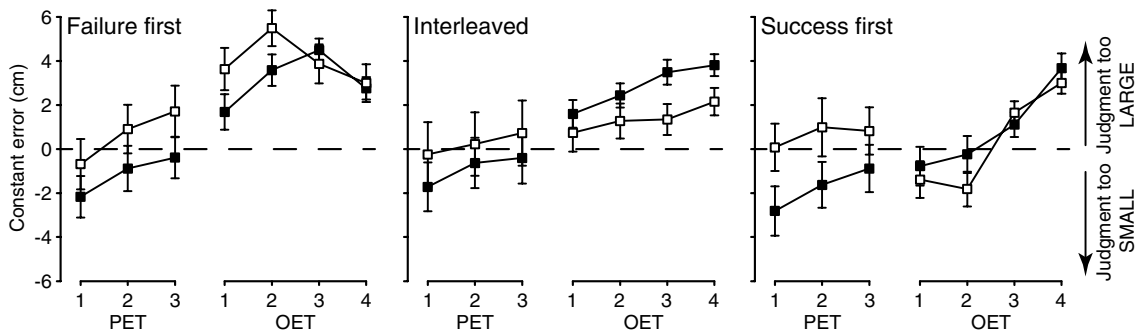 Failure first
Interleaved
Success first
Constant error (cm)
6
4
2
0
-2
-4
-6
Judgment too
LARGE
Judgment too
SMALL
1 2 3 1 2 3 4 1 2 3 1 2 3 4 1 2 3 1 2 3 4
PET OET PET OET PET OET